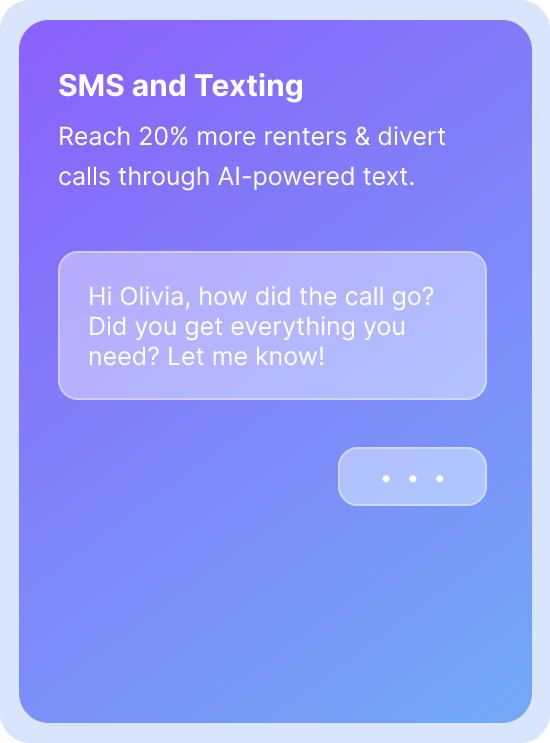 SMS and Texting
Reach 20% more renters & divert
calls through AI-powered text.
Hi Olivia, how did the call go?
Did you get everything you
need? Let me know!